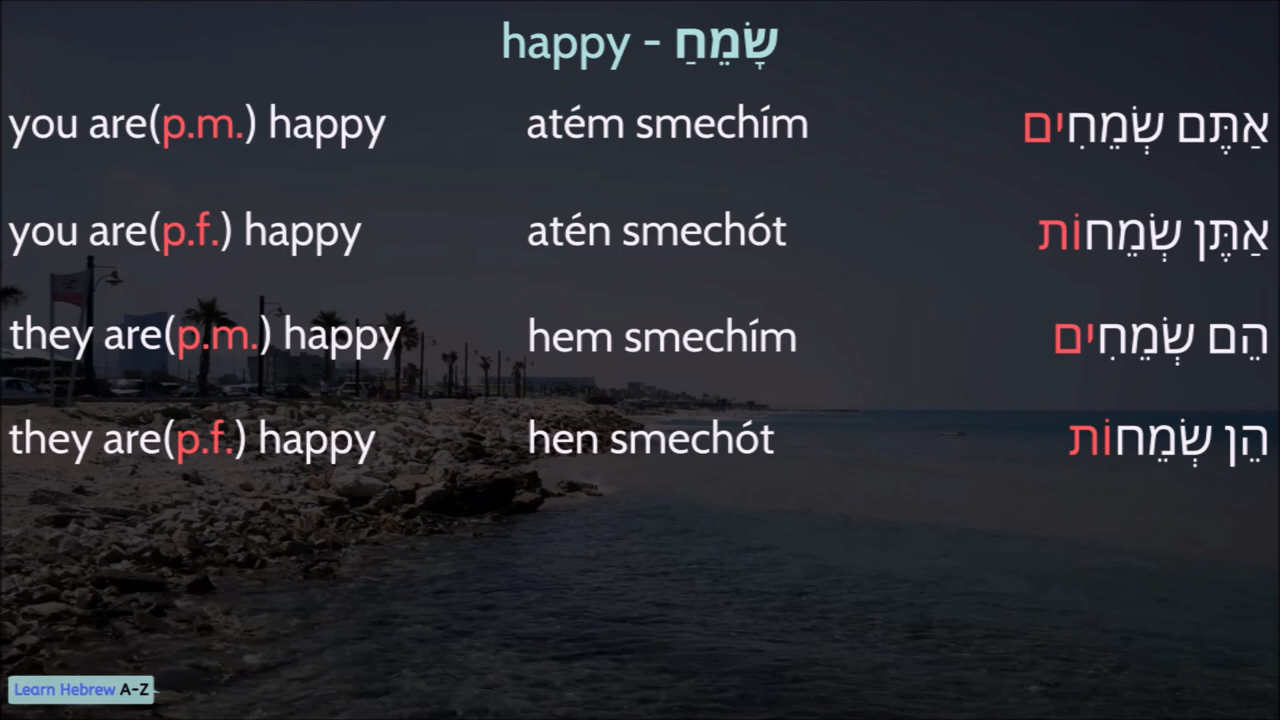 happy - שָׂמֵחַ
you are(p.m.) happy atém smechím אַתֶּם שְׂמֵחִים
you are(p.f.) happy atén smechót אַתֶּן שְׂמֵחוֹת
they are(p.m.) happy hem smechím הֵם שְׂמֵחִים
they are(p.f.) happy hen smechót הֵן שְׂמֵחוֹת
Learn Hebrew A-Z